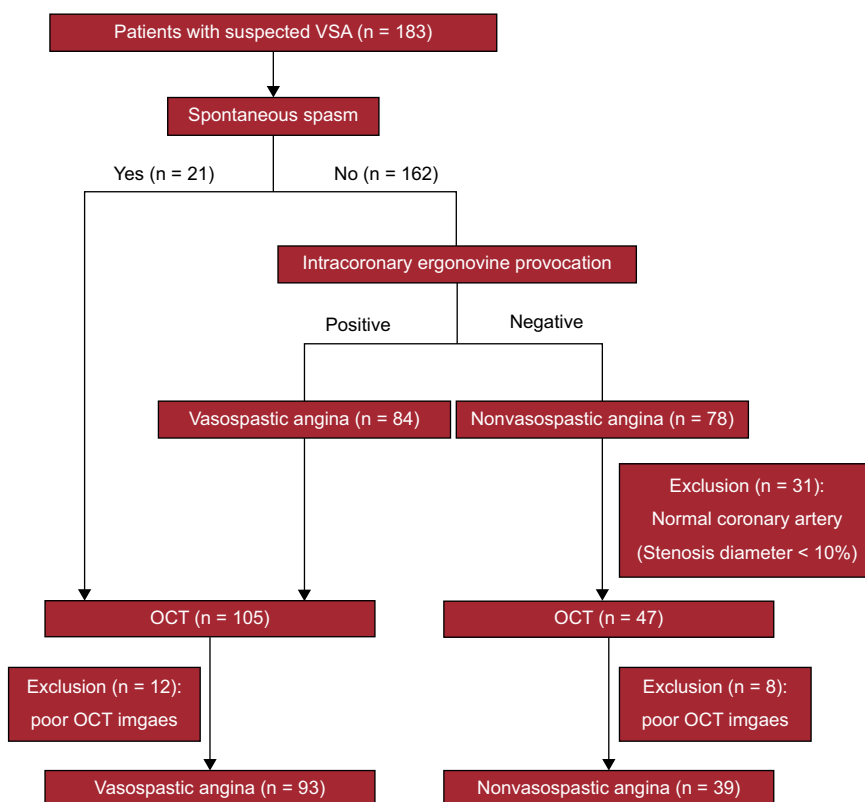 Patients with suspected VSA (n = 183)
Spontaneous spasm
Yes (n = 21)
No (n = 162)
Intracoronary ergonovine provocation
Positive
Negative
Vasospastic angina (n = 84)
Nonvasospastic angina (n = 78)
Exclusion (n = 31):
Normal coronary artery
(Stenosis diameter < 10%)
OCT (n = 105)
OCT (n = 47)
Exclusion (n = 12):
poor OCT imgaes
Exclusion (n = 8):
poor OCT imgaes
Vasospastic angina (n = 93)
Nonvasospastic angina (n = 39)